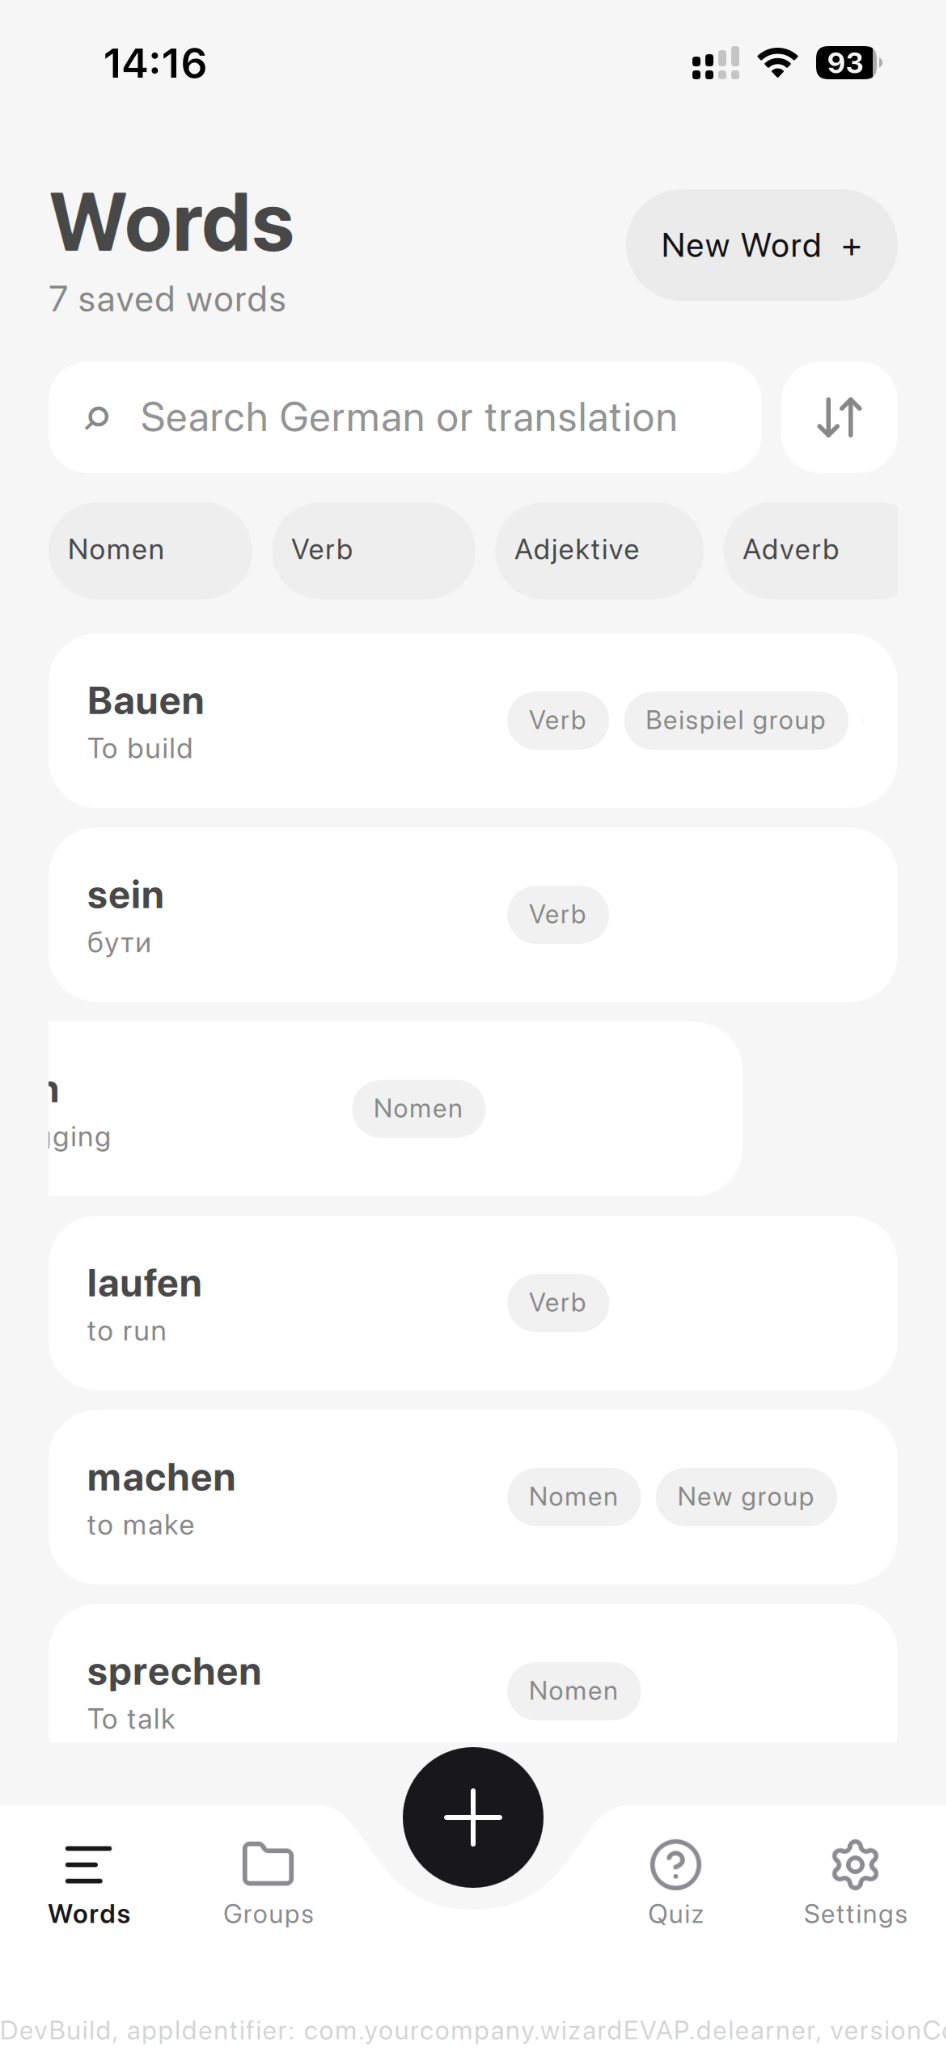 14:16
93
Words
New Word +
7 saved words
Search German or translation
Nomen Verb Adjektive Adverb
Bauen
Verb Beispiel group
To build
sein
Verb
бути
Nomen
laufen
Verb
to run
machen
Nomen New group
to make
sprechen
Nomen
To talk
Words Groups Quiz Settings
DevBuild, appIdentifier: com.yourcompany.wizardEVAP.delearner,